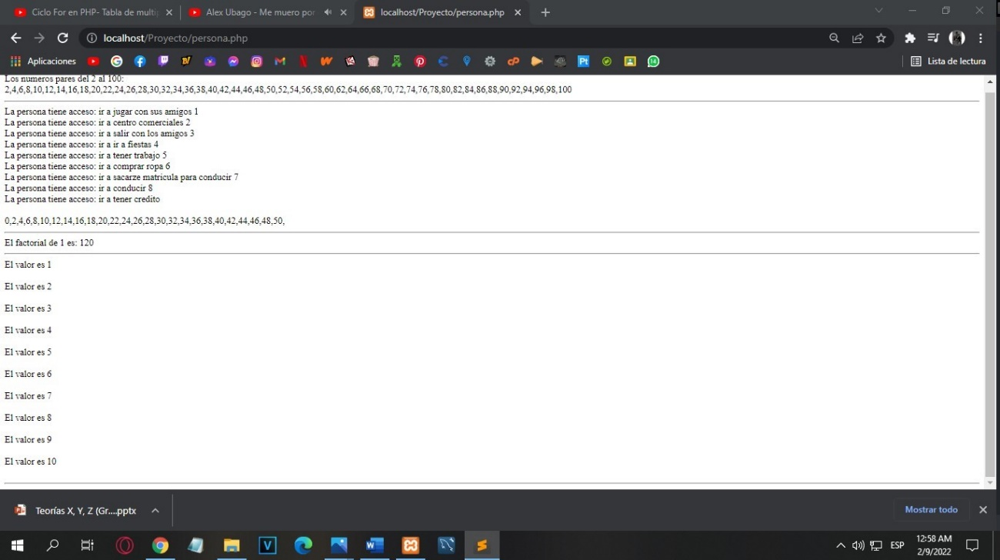 Ciclo For en PHP- Tabla de multip
Alex Ubago - Me muero por
localhost/Proyecto/persona.php
localhost/Proyecto/persona.php
Aplicaciones
Lista de lectura
Los numeros pares del 2 al 100:
2,4,6,8,10,12,14,16,18,20,22,24,26,28,30,32,34,36,38,40,42,44,46,48,50,52,54,56,58,60,62,64,66,68,70,72,74,76,78,80,82,84,86,88,90,92,94,96,98,100
La persona tiene acceso: ir a jugar con sus amigos 1
La persona tiene acceso: ir a centro comerciales 2
La persona tiene acceso: ir a salir con los amigos 3
La persona tiene acceso: ir a ir a fiestas 4
La persona tiene acceso: ir a tener trabajo 5
La persona tiene acceso: ir a comprar ropa 6
La persona tiene acceso: ir a sacarze matricula para conducir 7
La persona tiene acceso: ir a conducir 8
La persona tiene acceso: ir a tener credito
0,2,4,6,8,10,12,14,16,18,20,22,24,26,28,30,32,34,36,38,40,42,44,46,48,50,
El factorial de 1 es: 120
El valor es 1
El valor es 2
El valor es 3
El valor es 4
El valor es 5
El valor es 6
El valor es 7
El valor es 8
El valor es 9
El valor es 10
Teorías X, Y, Z (Gr....pptx
Mostrar todo
ESP
12:58 AM
2/9/2022